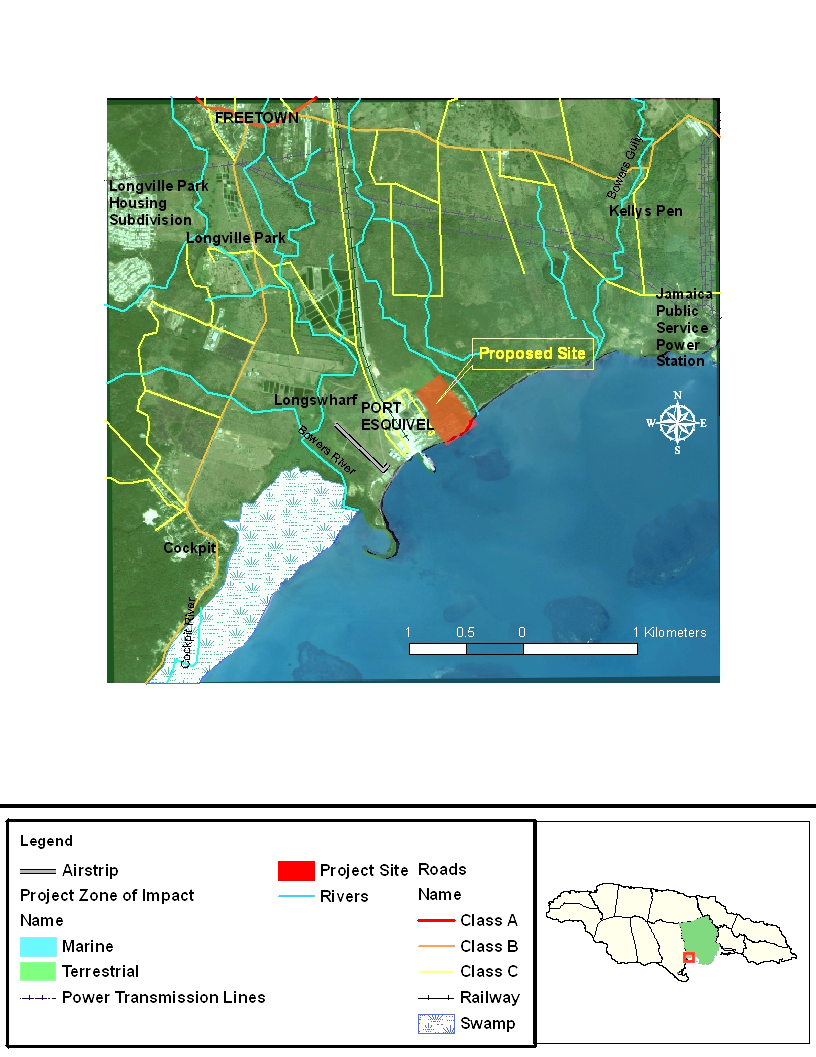 FREETOWN
Bowers Gully
Longville Park
Housing
Subdivision
Kelly's Pen
Longville Park
Jamaica
Public
Service
Power
Station
Proposed Site
Longswharf
PORT
ESQUIVEL
N
W E
S
Bowers River
Cockpit
Cockpit River
1 0.5 0 1 Kilometers
Legend
Airstrip
Project Zone of Impact
Name
Marine
Terrestrial
Power Transmission Lines
Project Site
Rivers
Roads
Name
Class A
Class B
Class C
Railway
Swamp